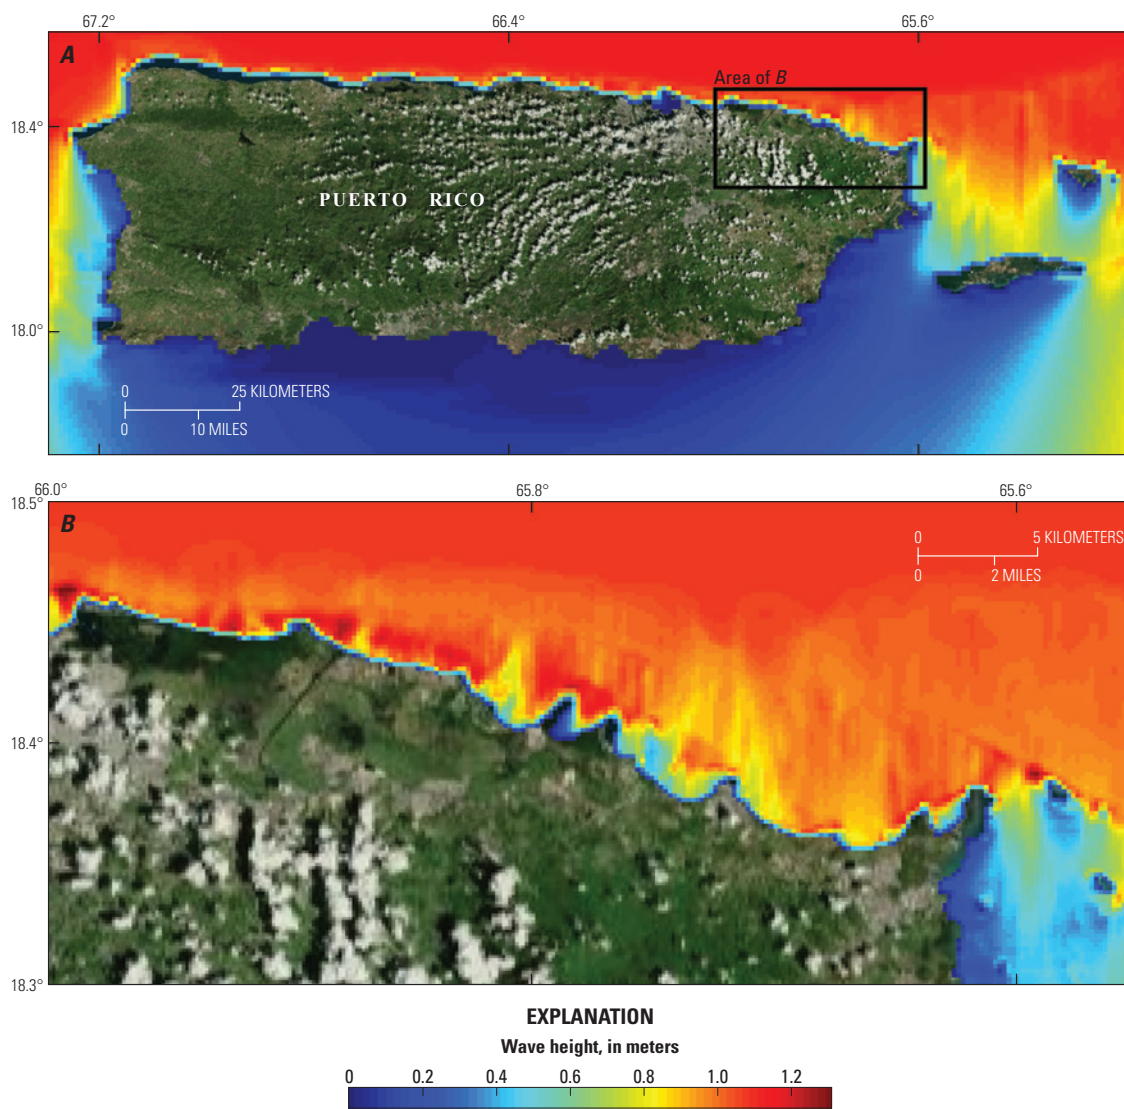 67.2° 66.4° 65.6°
A
Area of B
18.4°
PUERTO RICO
18.0°
0 25 KILOMETERS
0 10 MILES
66.0° 65.8° 65.6°
18.5°
B
0 5 KILOMETERS
0 2 MILES
18.4°
18.3°
EXPLANATION
Wave height, in meters
0 0.2 0.4 0.6 0.8 1.0 1.2